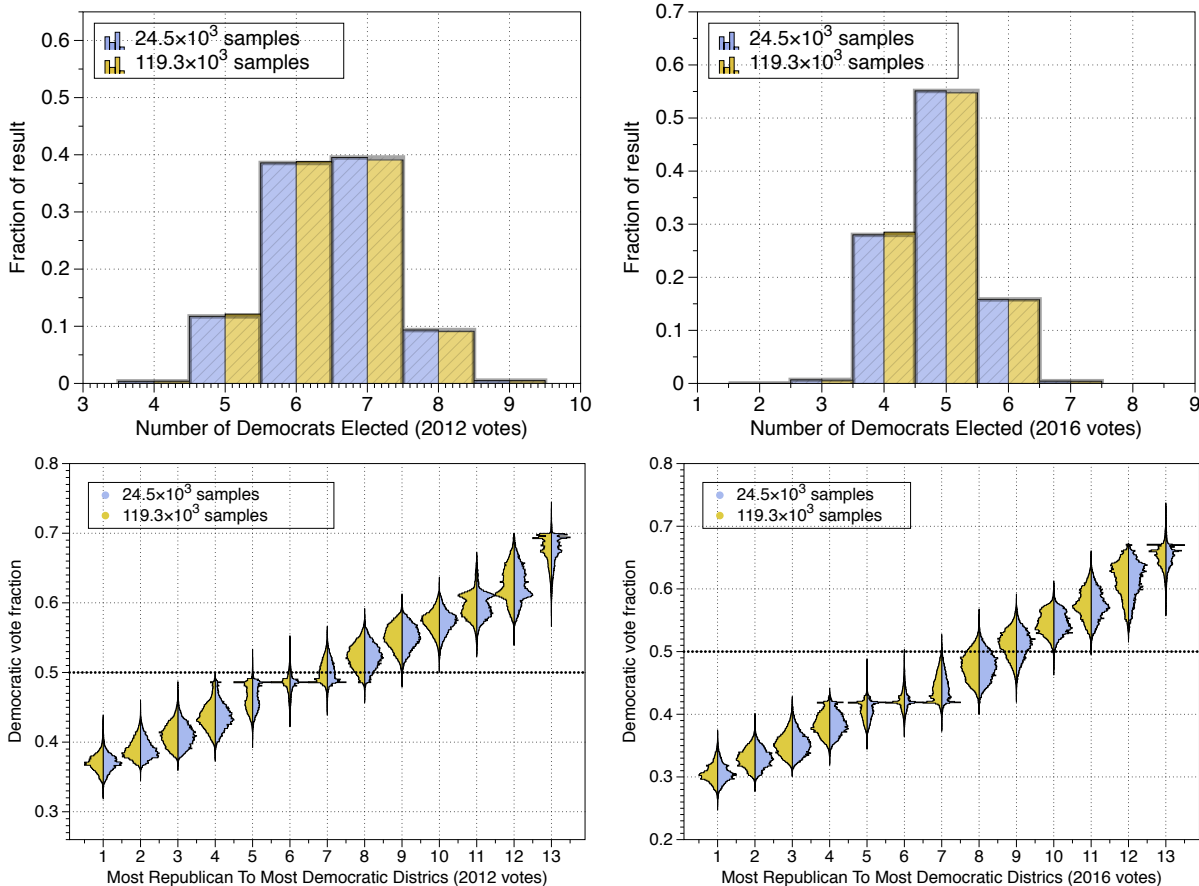 0.6
0.5
0.4
0.3
0.2
0.1
0
Fraction of result
24.5×10³ samples
119.3×10³ samples
3 4 5 6 7 8 9 10
Number of Democrats Elected (2012 votes)
0.7
0.6
0.5
0.4
0.3
0.2
0.1
0
Fraction of result
24.5×10³ samples
119.3×10³ samples
1 2 3 4 5 6 7 8 9
Number of Democrats Elected (2016 votes)
0.8
0.7
0.6
0.5
0.4
0.3
Democratic vote fraction
24.5×10³ samples
119.3×10³ samples
1 2 3 4 5 6 7 8 9 10 11 12 13
Most Republican To Most Democratic Districs (2012 votes)
0.8
0.7
0.6
0.5
0.4
0.3
0.2
Democratic vote fraction
24.5×10³ samples
119.3×10³ samples
1 2 3 4 5 6 7 8 9 10 11 12 13
Most Republican To Most Democratic Districs (2016 votes)